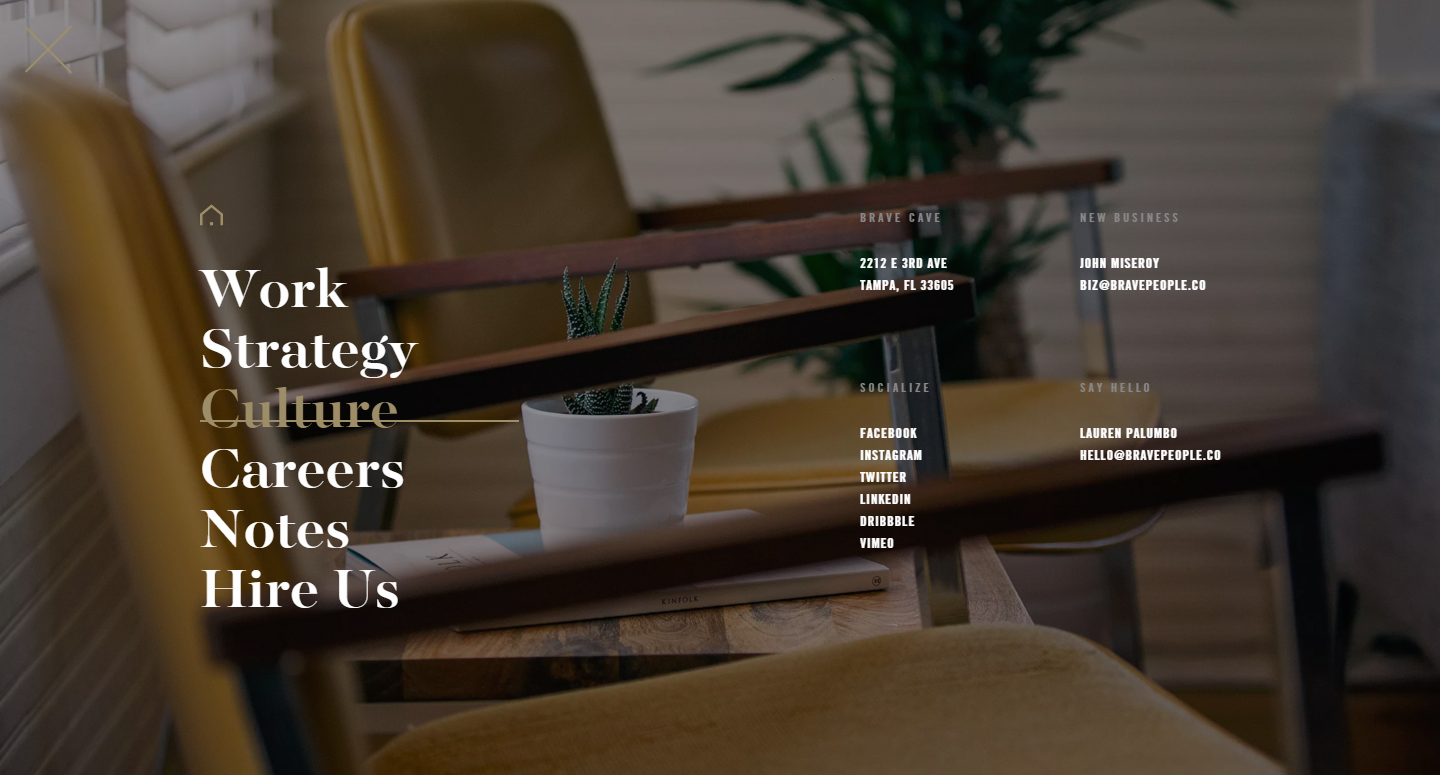 Work
Strategy
Culture
Careers
Notes
Hire Us
BRAVE CAVE
2212 E 3RD AVE
TAMPA, FL 33605
NEW BUSINESS
JOHN MISEROY
BIZ@BRAVEPEOPLE.CO
SOCIALIZE
FACEBOOK
INSTAGRAM
TWITTER
LINKEDIN
DRIBBBLE
VIMEO
SAY HELLO
LAUREN PALUMBO
HELLO@BRAVEPEOPLE.CO
KINFOLK